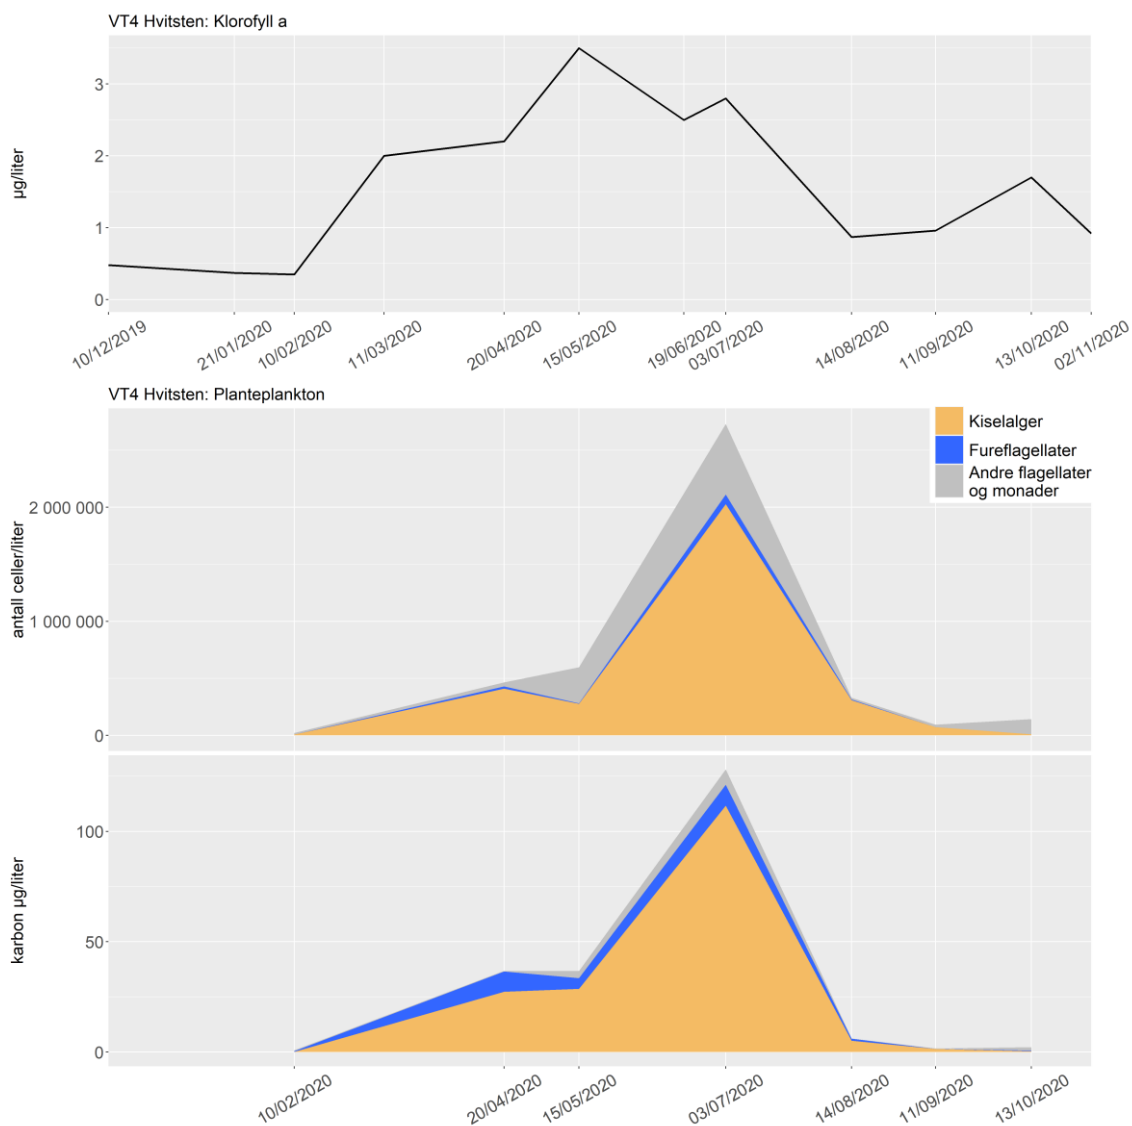 VT4 Hvitsten: Klorofyll a
µg/liter
3
2
1
0
10/12/2019
21/01/2020
10/02/2020
11/03/2020
20/04/2020
15/05/2020
19/06/2020
03/07/2020
14/08/2020
11/09/2020
13/10/2020
02/11/2020
VT4 Hvitsten: Planteplankton
Kiselalger
Fureflagellater
Andre flagellater
og monader
antall celler/liter
2 000 000
1 000 000
0
karbon µg/liter
100
50
0
10/02/2020
20/04/2020
15/05/2020
03/07/2020
14/08/2020
11/09/2020
13/10/2020